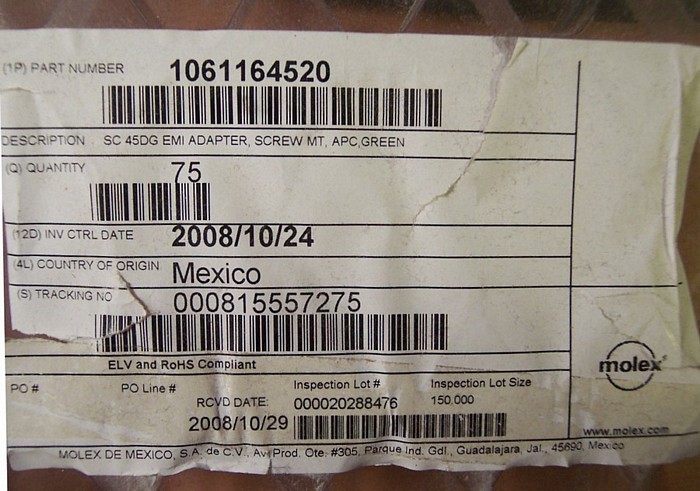 (1P) PART NUMBER 1061164520
DESCRIPTION SC 45DG EMI ADAPTER, SCREW MT, APC,GREEN
(Q) QUANTITY 75
(12D) INV CTRL DATE 2008/10/24
(4L) COUNTRY OF ORIGIN Mexico
(S) TRACKING NO 000815557275
ELV and RoHS Compliant
molex®
PO # PO Line # Inspection Lot # Inspection Lot Size
RCVD DATE: 000020288476 150.000
2008/10/29
www.molex.com
MOLEX DE MEXICO, S.A. de C.V., Av. Prod. Ote. #305, Parque Ind. Gdl., Guadalajara, Jal., 45690, Mexico